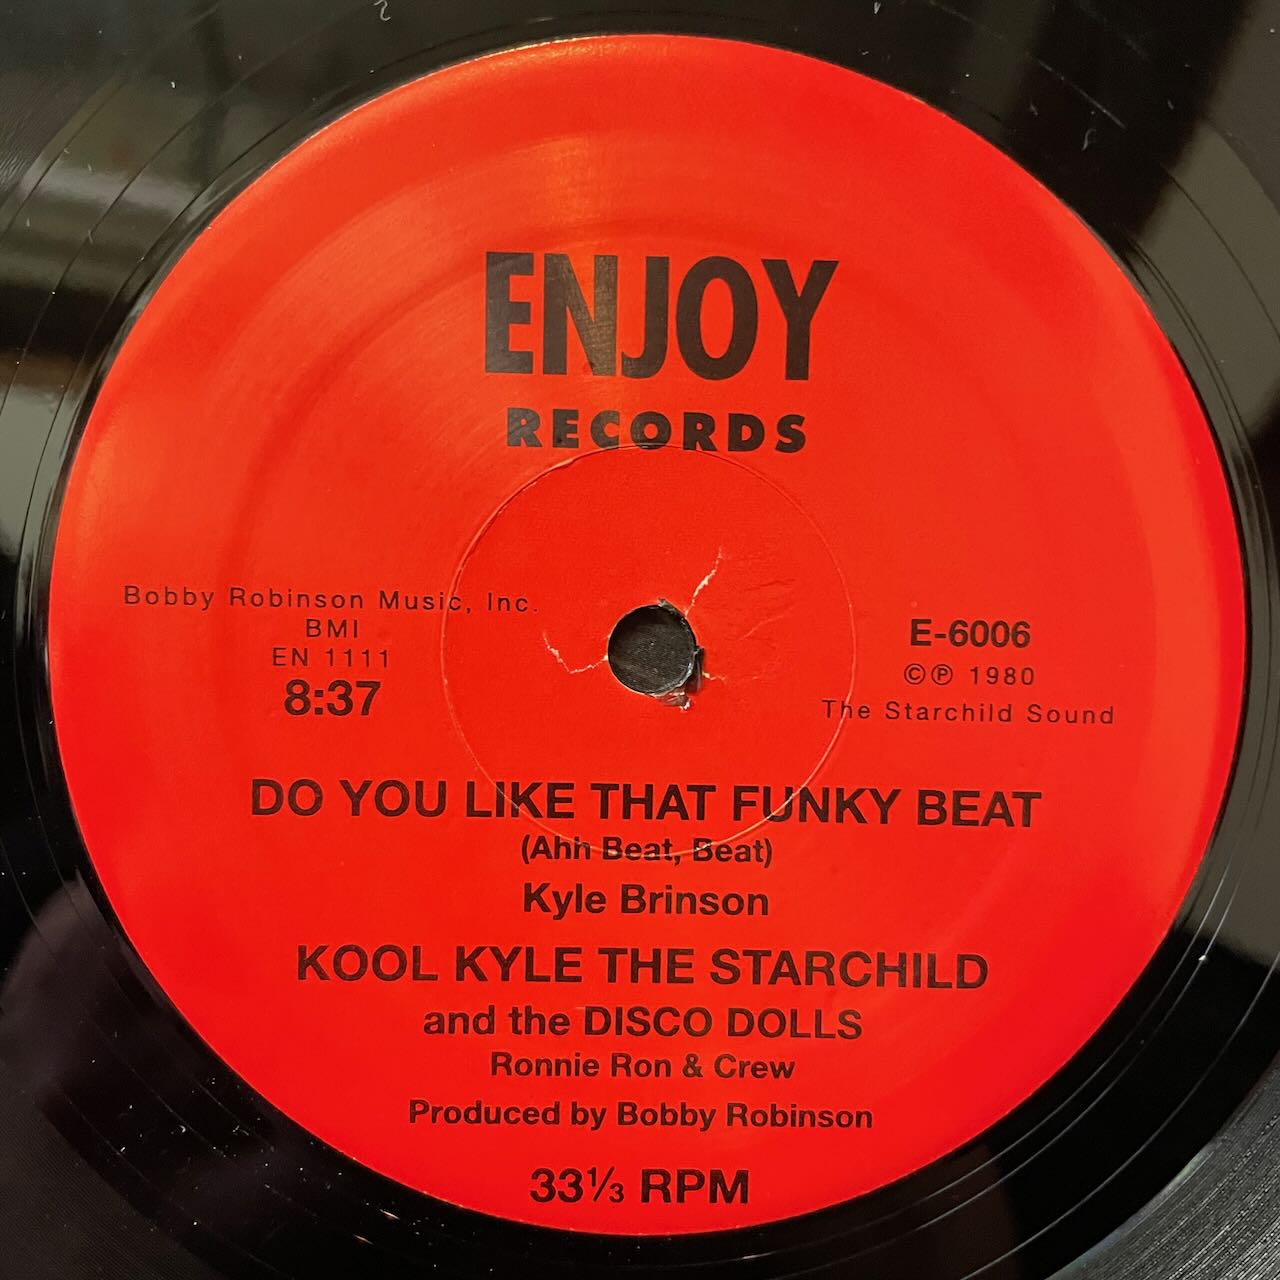 ENJOY
RECORDS
Bobby Robinson Music, Inc.
BMI
EN 1111
8:37
E-6006
©℗ 1980
The Starchild Sound
DO YOU LIKE THAT FUNKY BEAT
(Ahh Beat, Beat)
Kyle Brinson
KOOL KYLE THE STARCHILD
and the DISCO DOLLS
Ronnie Ron & Crew
Produced by Bobby Robinson
33⅓ RPM